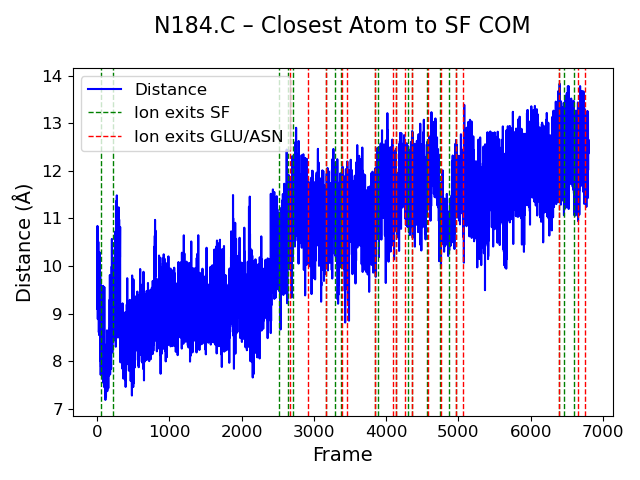 N184.C – Closest Atom to SF COM
Distance (Å)
14
13
12
11
10
9
8
7
Distance
Ion exits SF
Ion exits GLU/ASN
0 1000 2000 3000 4000 5000 6000 7000
Frame